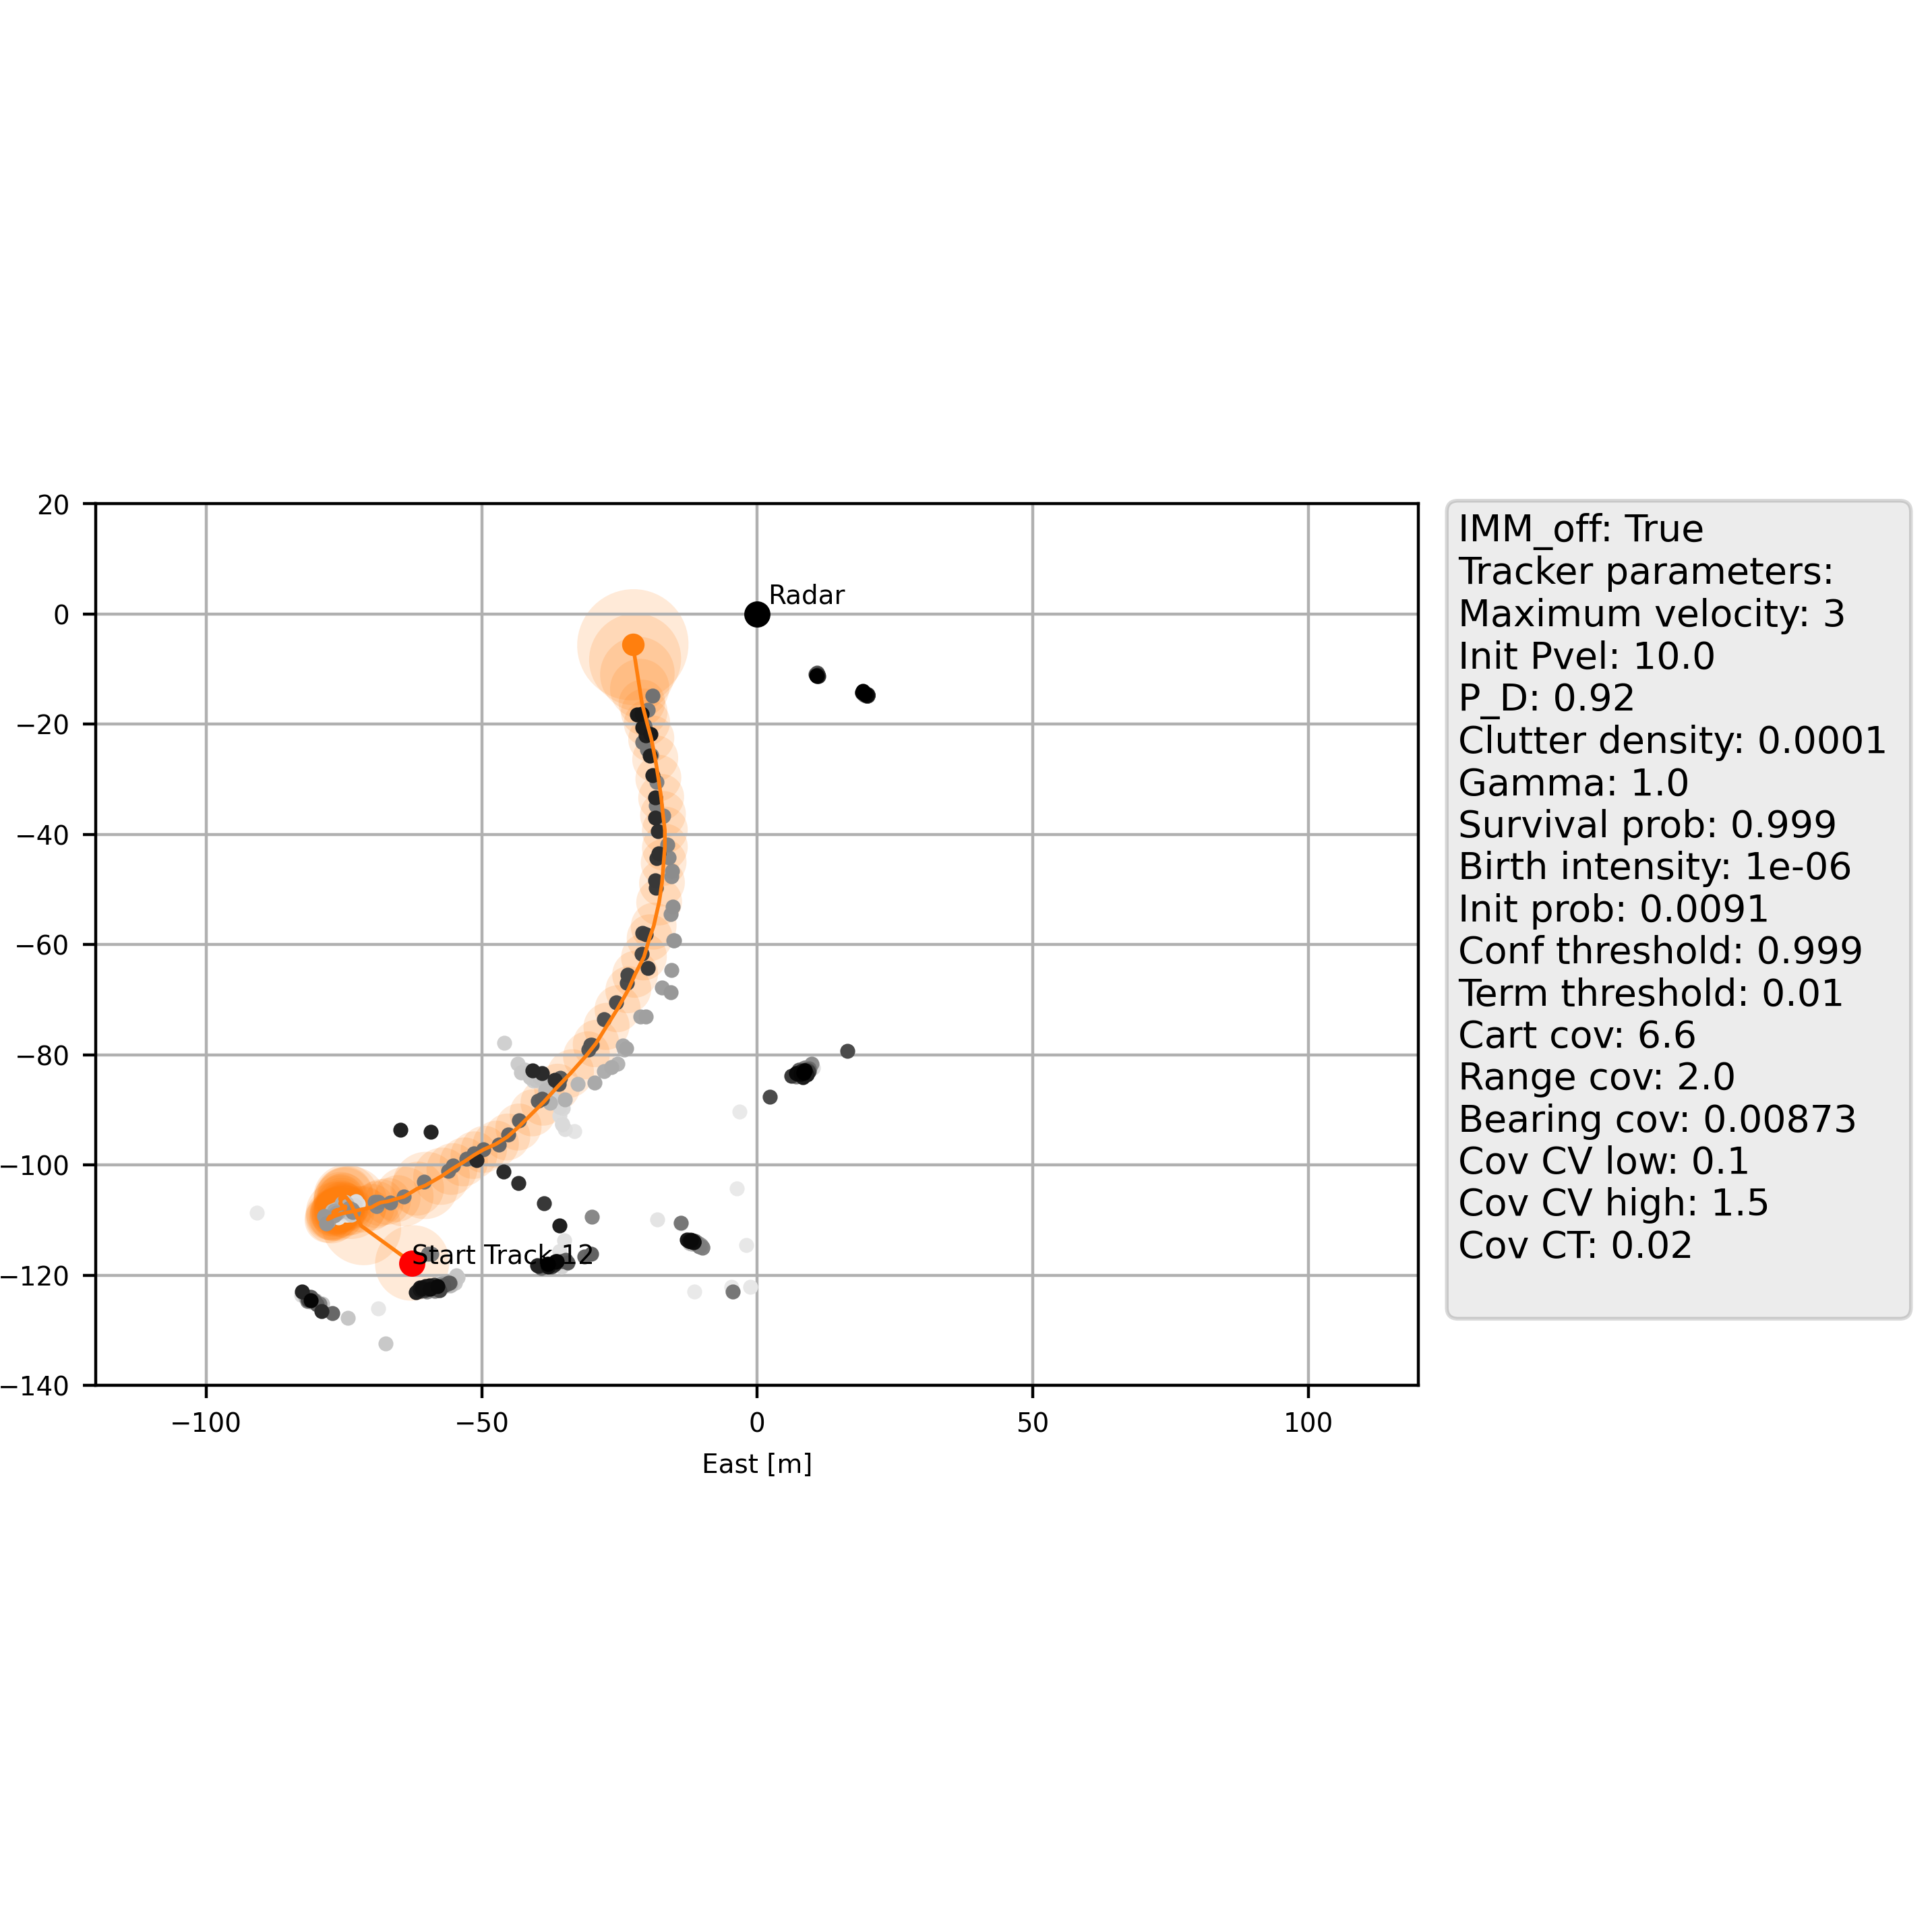 20
0
−20
−40
−60
−80
−100
−120
−140
−100
−50
0
50
100
East [m]
Radar
Start Track 12
IMM_off: True
Tracker parameters:
Maximum velocity: 3
Init Pvel: 10.0
P_D: 0.92
Clutter density: 0.0001
Gamma: 1.0
Survival prob: 0.999
Birth intensity: 1e-06
Init prob: 0.0091
Conf threshold: 0.999
Term threshold: 0.01
Cart cov: 6.6
Range cov: 2.0
Bearing cov: 0.00873
Cov CV low: 0.1
Cov CV high: 1.5
Cov CT: 0.02